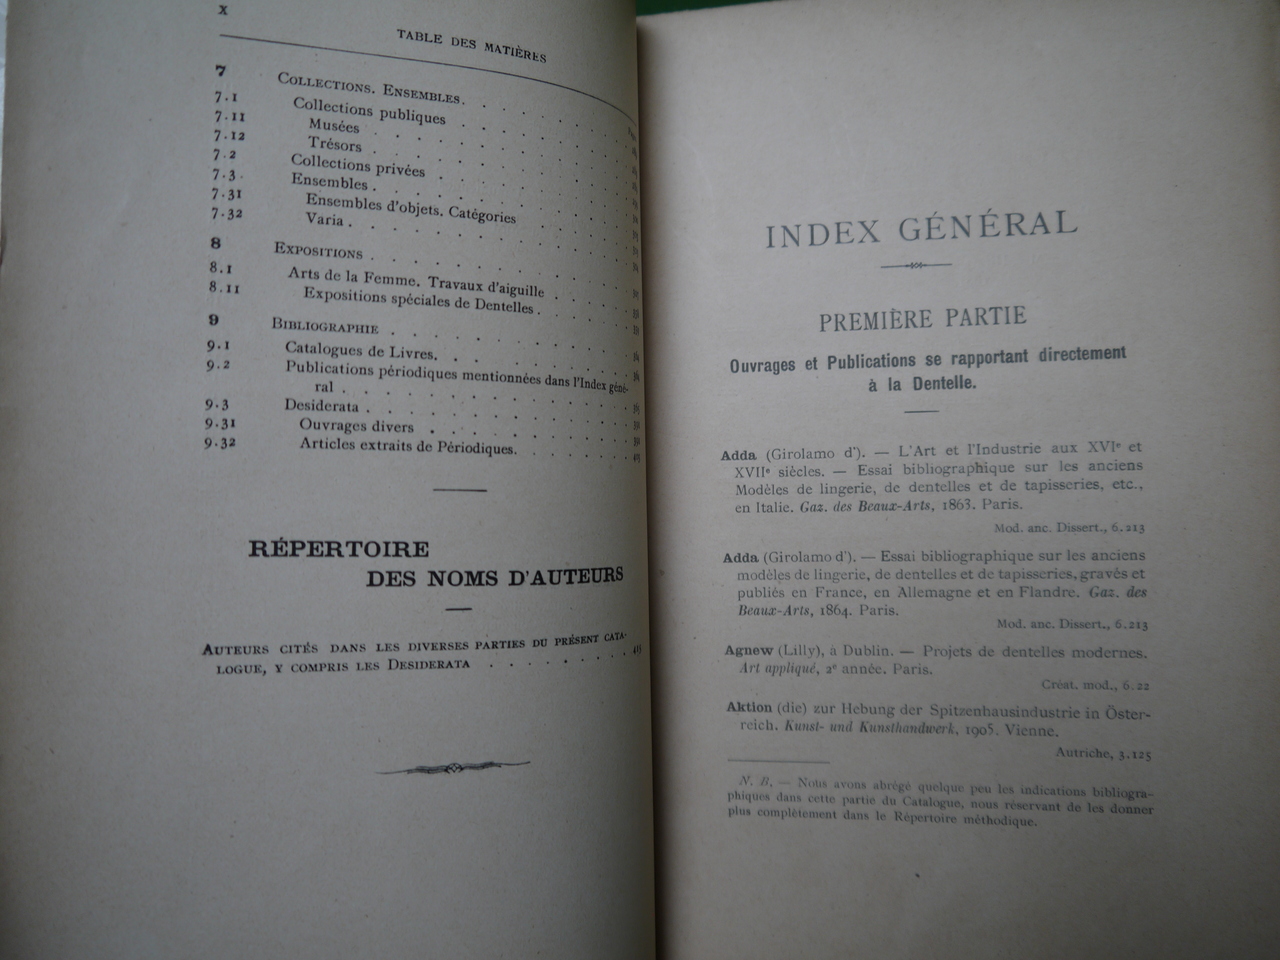 X
TABLE DES MATIÈRES
7 COLLECTIONS. ENSEMBLES.
7.1 Collections publiques
7.11 Musées
7.12 Trésors
7.2 Collections privées
7.3 Ensembles
7.31 Ensembles d'objets. Catégories
7.32 Varia
8 EXPOSITIONS
8.1 Arts de la Femme. Travaux d'aiguille
8.11 Expositions spéciales de Dentelles
9 BIBLIOGRAPHIE
9.1 Catalogues de Livres.
9.2 Publications périodiques mentionnées dans l'Index géné-
ral
9.3 Desiderata
9.31 Ouvrages divers
9.32 Articles extraits de Périodiques.
RÉPERTOIRE
DES NOMS D'AUTEURS
AUTEURS CITÉS DANS LES DIVERSES PARTIES DU PRÉSENT CATA-
LOGUE, Y COMPRIS LES DESIDERATA
INDEX GÉNÉRAL
PREMIÈRE PARTIE
Ouvrages et Publications se rapportant directement
à la Dentelle.
Adda (Girolamo d'). — L'Art et l'Industrie aux XVIe et
XVIIe siècles. — Essai bibliographique sur les anciens
Modèles de lingerie, de dentelles et de tapisseries, etc.,
en Italie. Gaz. des Beaux-Arts, 1863. Paris.
Mod. anc. Dissert., 6.213
Adda (Girolamo d'). — Essai bibliographique sur les anciens
modèles de lingerie, de dentelles et de tapisseries, gravés et
publiés en France, en Allemagne et en Flandre. Gaz. des
Beaux-Arts, 1864. Paris.
Mod. anc. Dissert., 6.213
Agnew (Lilly), à Dublin. — Projets de dentelles modernes.
Art appliqué, 2e année. Paris.
Créat. mod., 6.22
Aktion (die) zur Hebung der Spitzenhausindustrie in Öster-
reich. Kunst- und Kunsthandwerk, 1905. Vienne.
Autriche, 3.125
N. B. — Nous avons abrégé quelque peu les indications bibliogra-
phiques dans cette partie du Catalogue, nous réservant de les donner
plus complètement dans le Répertoire méthodique.